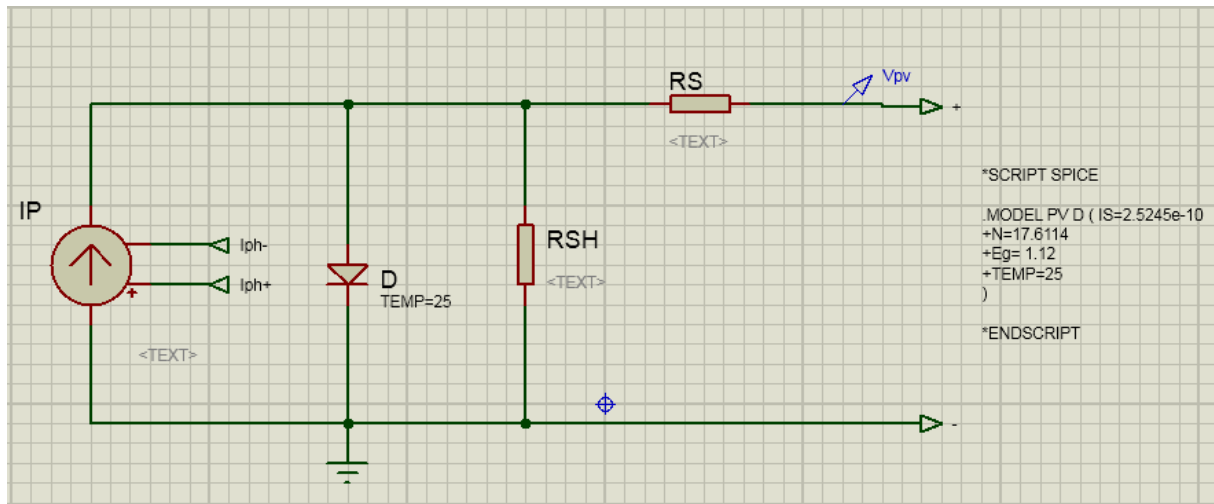 RS
Vpv
<TEXT>
+
*SCRIPT SPICE
.MODEL PV D ( IS=2.5245e-10
+N=17.6114
+Eg= 1.12
+TEMP=25
)
*ENDSCRIPT
IP
Iph-
Iph+
+
<TEXT>
D
TEMP=25
RSH
<TEXT>
-